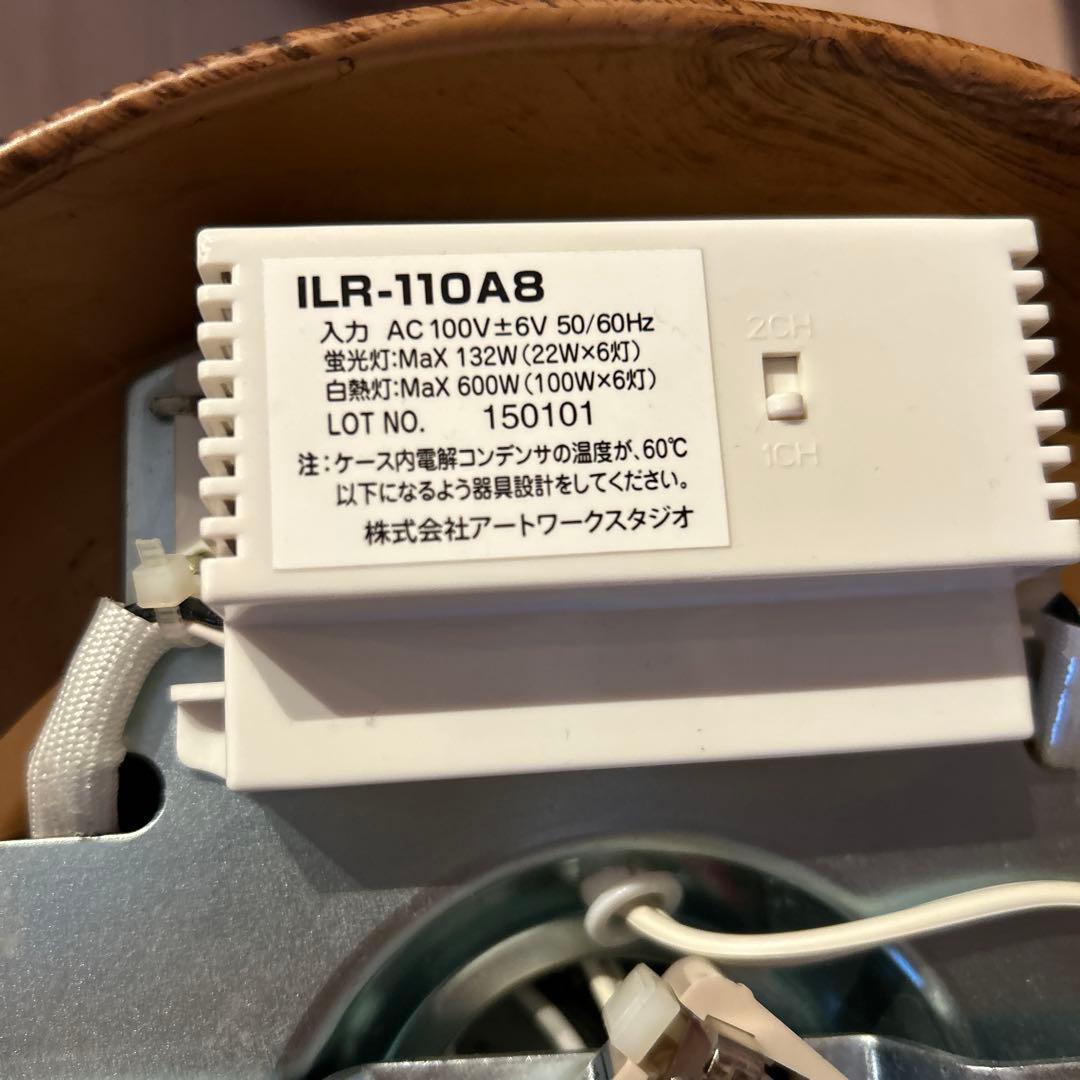 ILR-110A8
入力 AC100V±6V 50/60Hz
蛍光灯:MaX 132W(22W×6灯)
白熱灯:MaX 600W(100W×6灯)
LOT NO. 150101
注:ケース内電解コンデンサの温度が、60℃
以下になるよう器具設計をしてください。
株式会社アートワークスタジオ
2CH
1CH